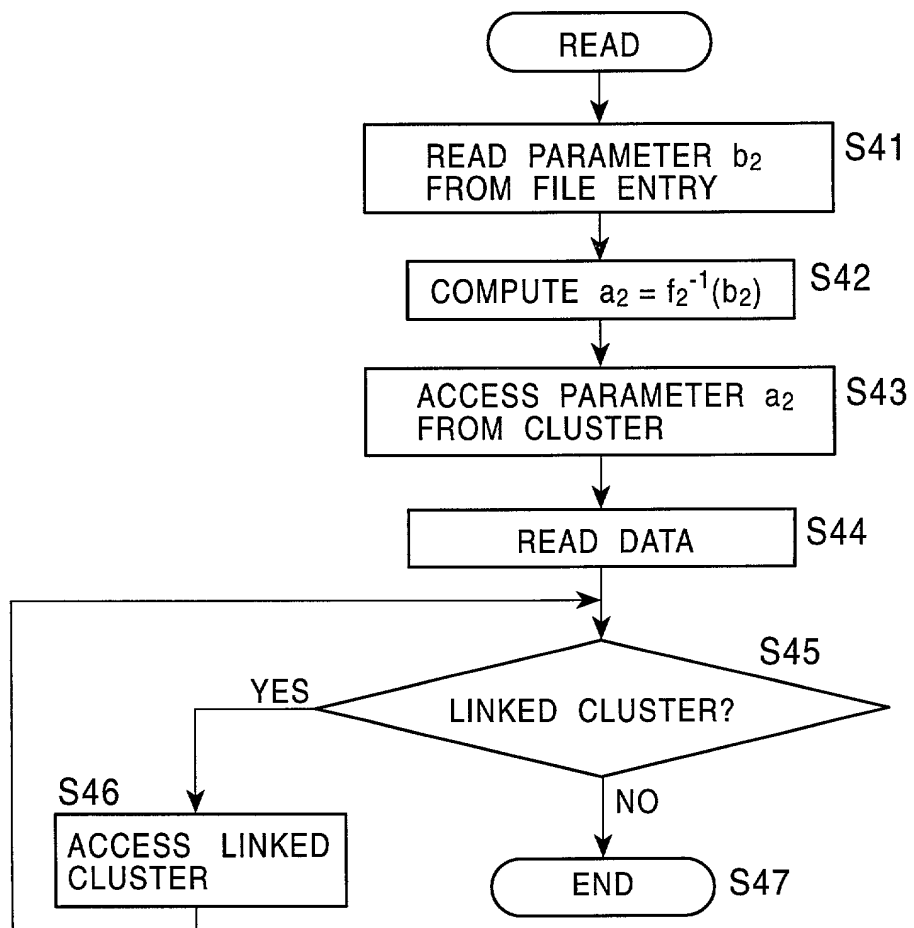 READ
READ PARAMETER b₂
FROM FILE ENTRY
S41
COMPUTE a₂ = f₂⁻¹(b₂)
S42
ACCESS PARAMETER a₂
FROM CLUSTER
S43
READ DATA
S44
S45
LINKED CLUSTER?
YES
NO
S46
ACCESS LINKED
CLUSTER
END
S47